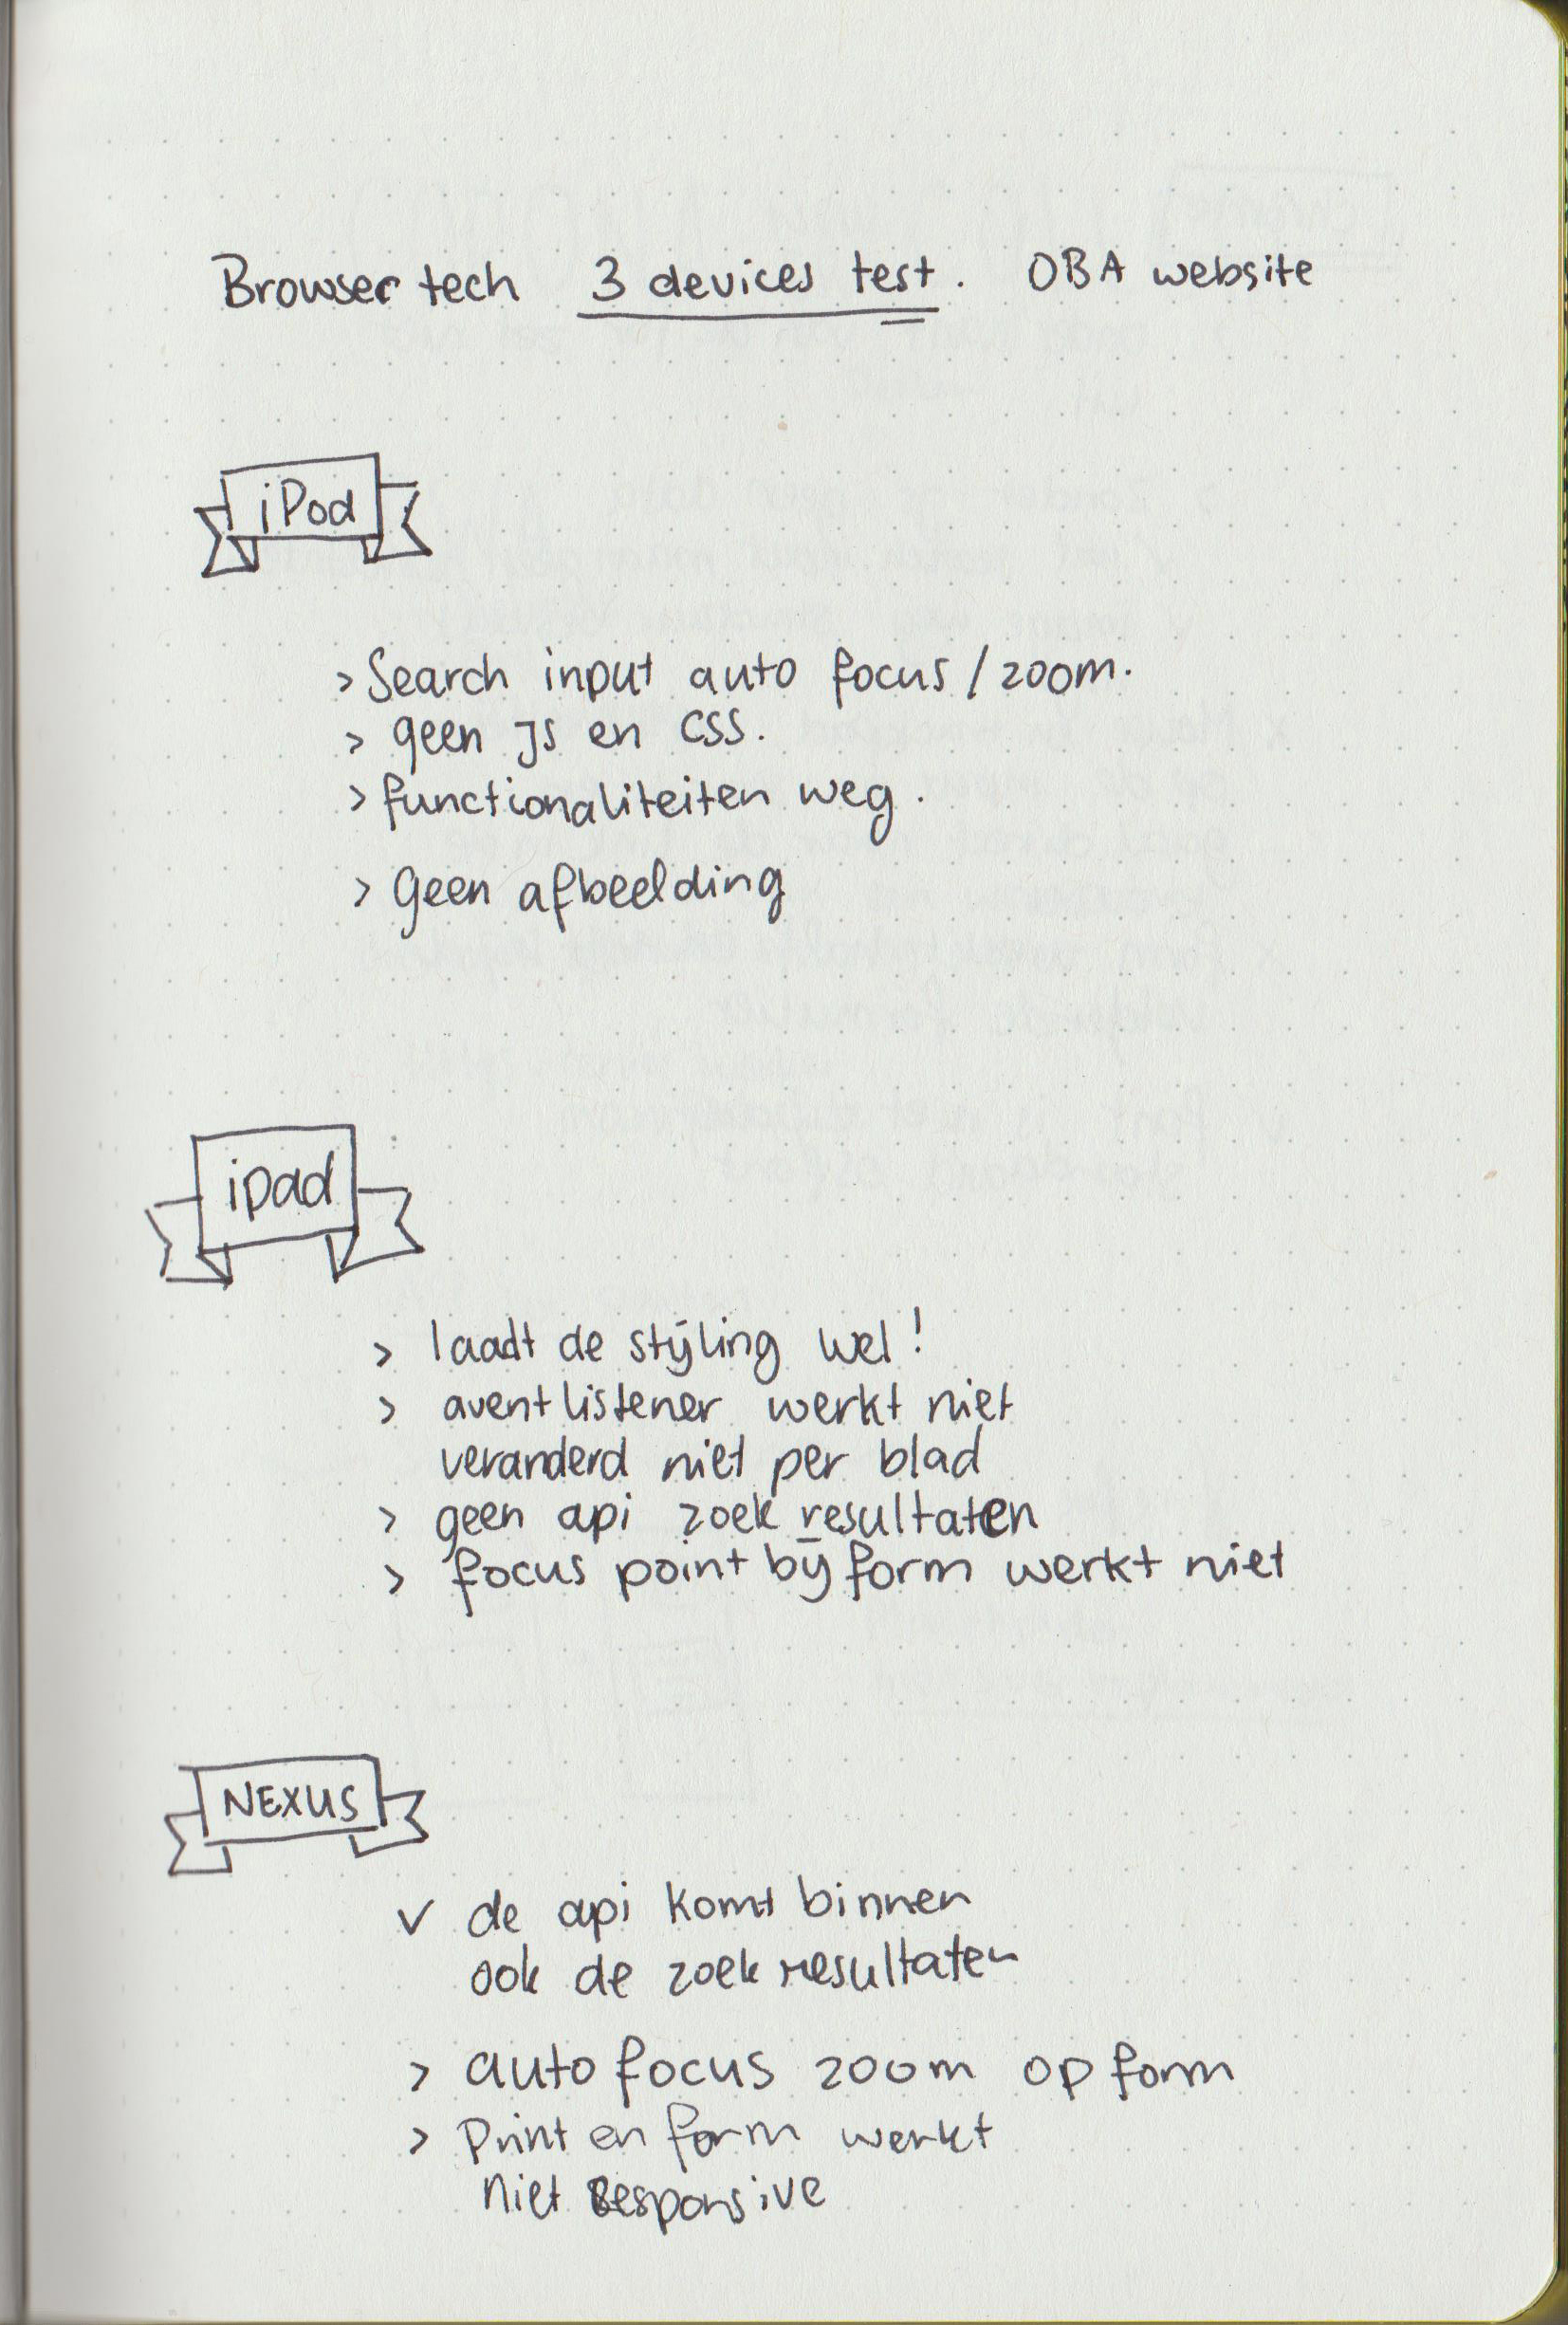 Browser tech 3 devices test. OBA website
iPod
> Search input auto focus / zoom.
> geen JS en CSS.
> functionaliteiten weg.
> Geen afbeelding
ipad
> laadt de styling wel!
> aventlistener werkt niet
veranderd niet per blad
> geen api zoek resultaten
> focus point bij form werkt niet
NEXUS
✓ de api komt binnen
ook de zoek resultaten
> auto focus zoom op form
> Print en form werkt
niet Responsive